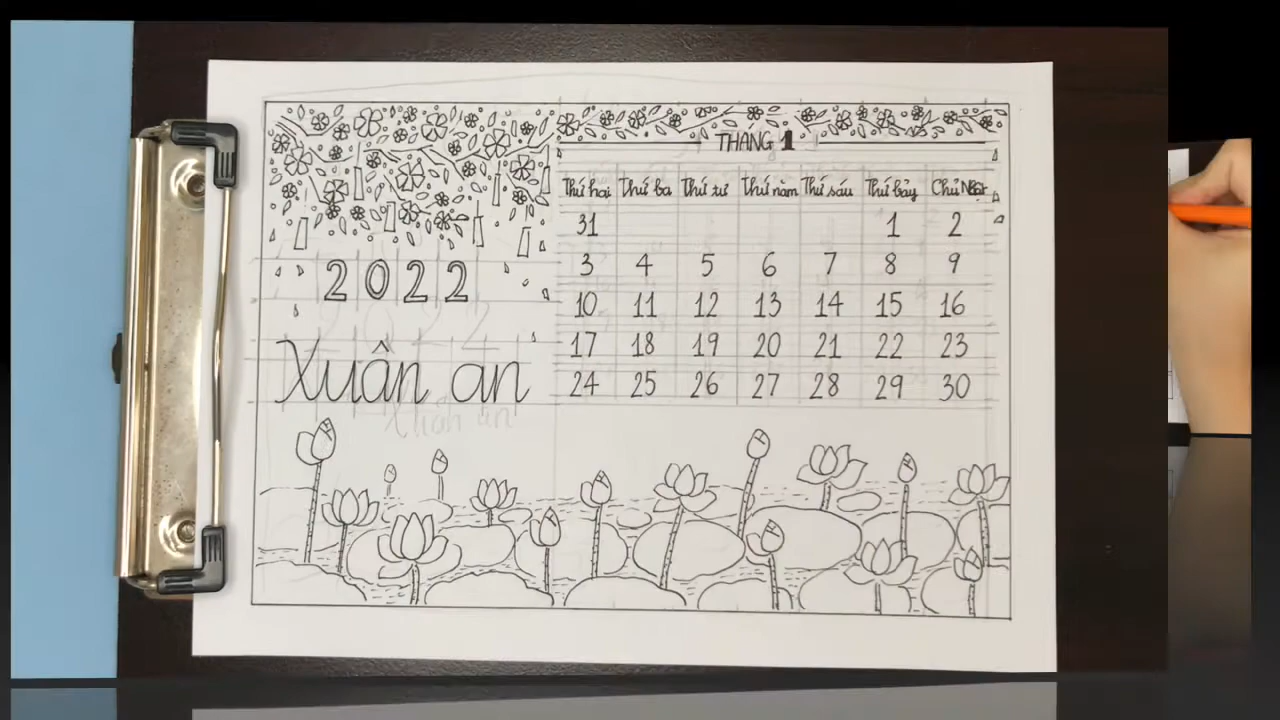 THÁNG 1
Thứ hai Thứ ba Thứ tư Thứ năm Thứ sáu Thứ bảy Chủ Nhật
31 1 2
3 4 5 6 7 8 9
10 11 12 13 14 15 16
17 18 19 20 21 22 23
24 25 26 27 28 29 30
2022
Xuân an
Xuân an